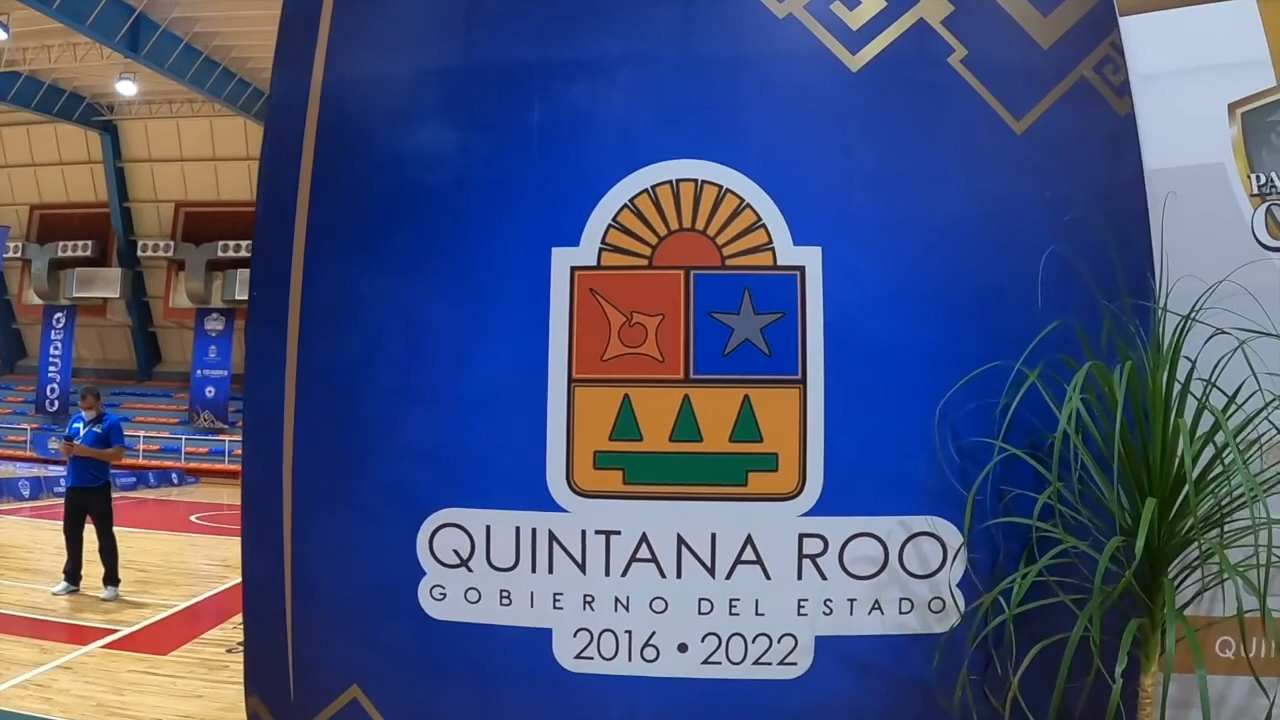 QUINTANA ROO
GOBIERNO DEL ESTADO
2016 • 2022
COJUDEQ